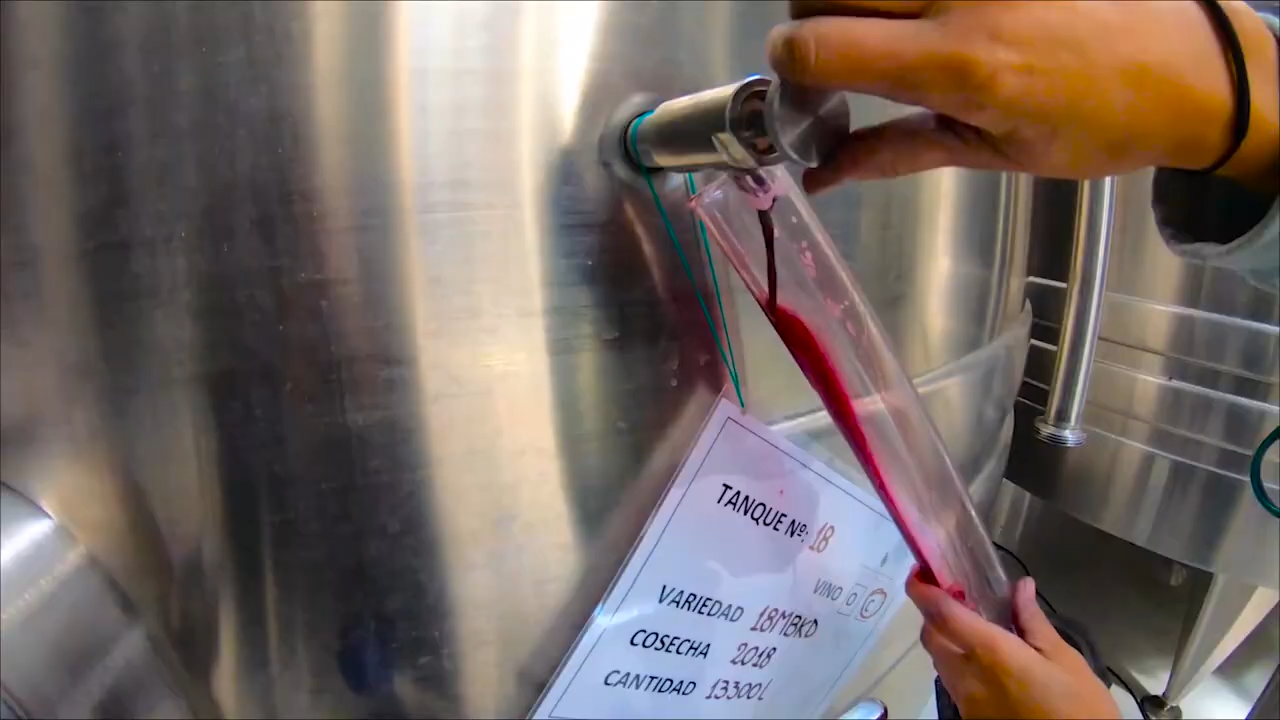 TANQUE Nº: 18
VINO O C
VARIEDAD 18MBKD
COSECHA 2018
CANTIDAD 13300l